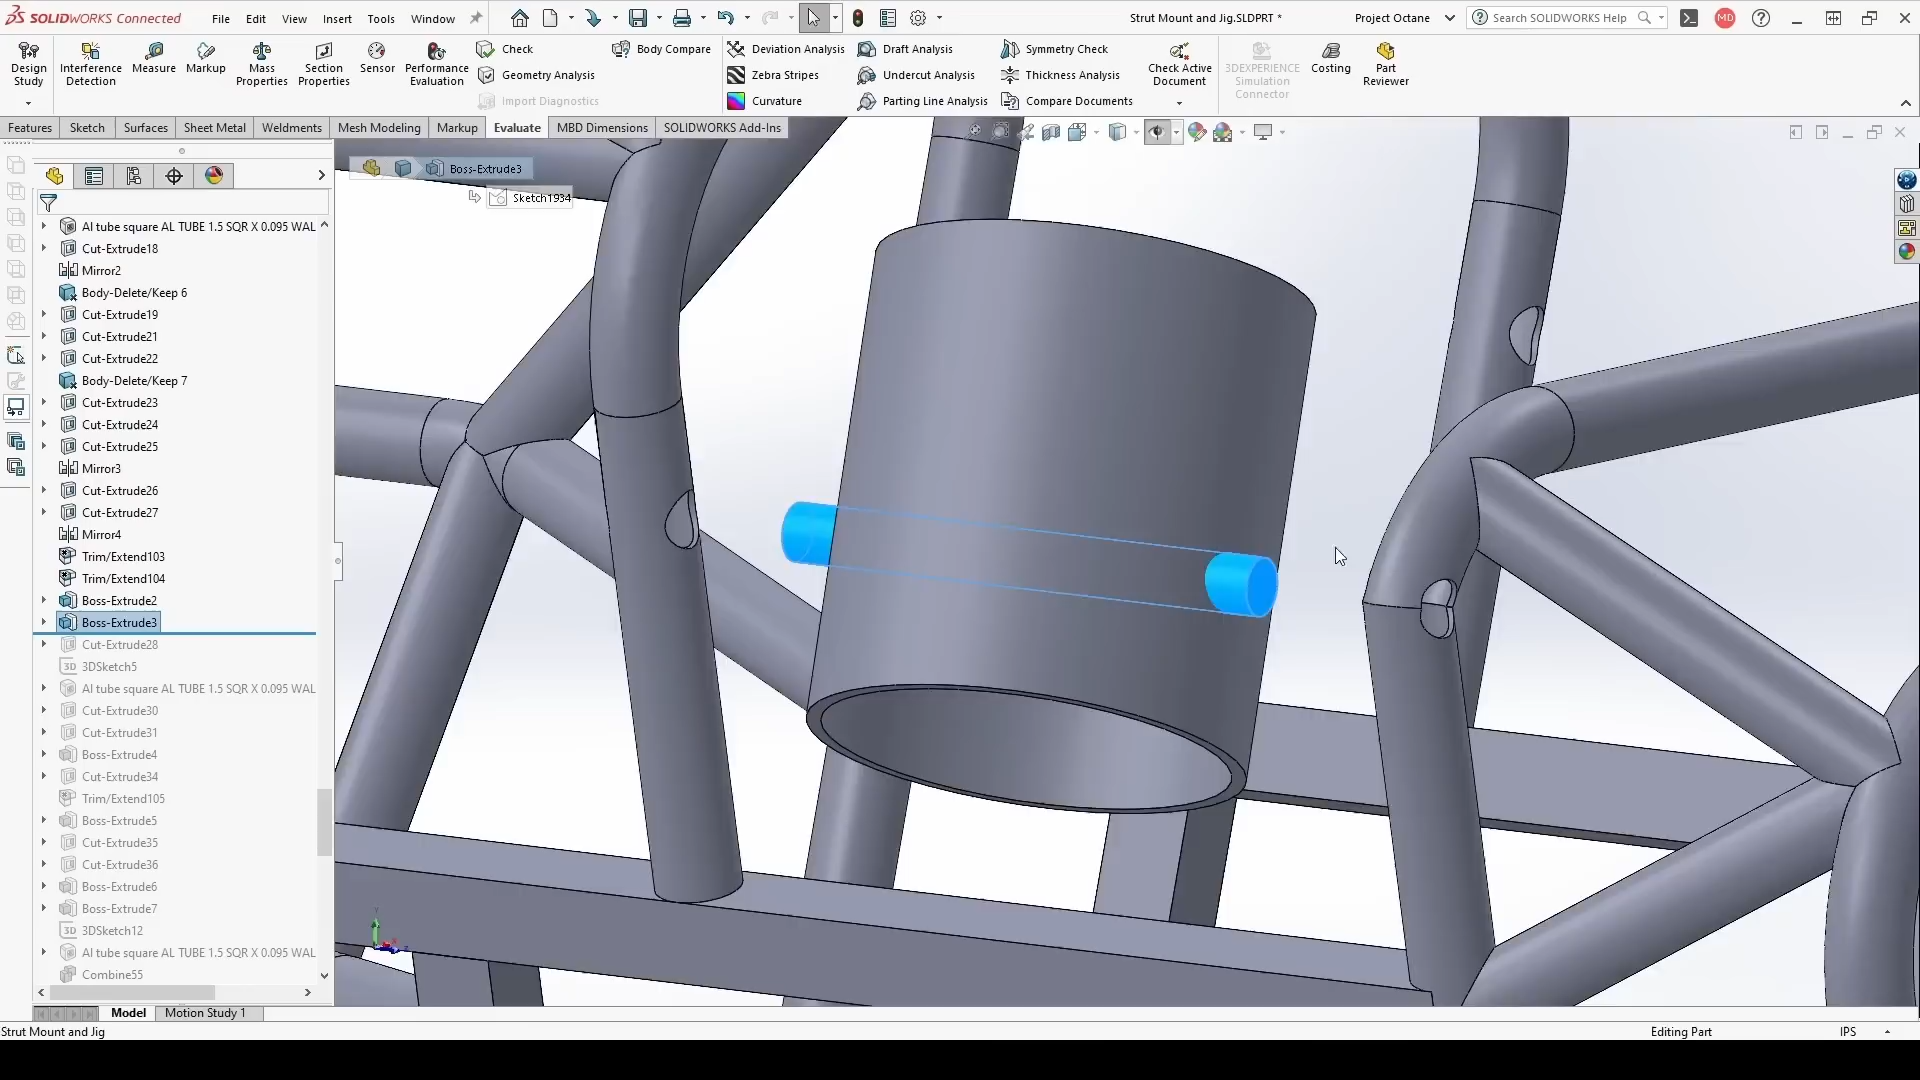 SOLIDWORKS Connected
File Edit View Insert Tools Window
Strut Mount and Jig.SLDPRT *
Project Octane
Search SOLIDWORKS Help
MD
Design Study
Interference Detection
Measure
Markup
Mass Properties
Section Properties
Sensor
Performance Evaluation
Check
Geometry Analysis
Import Diagnostics
Body Compare
Deviation Analysis
Zebra Stripes
Curvature
Draft Analysis
Undercut Analysis
Parting Line Analysis
Symmetry Check
Thickness Analysis
Compare Documents
Check Active Document
3DEXPERIENCE Simulation Connector
Costing
Part Reviewer
Features Sketch Surfaces Sheet Metal Weldments Mesh Modeling Markup Evaluate MBD Dimensions SOLIDWORKS Add-Ins
Boss-Extrude3
Sketch1934
Al tube square AL TUBE 1.5 SQR X 0.095 WAL
Cut-Extrude18
Mirror2
Body-Delete/Keep 6
Cut-Extrude19
Cut-Extrude21
Cut-Extrude22
Body-Delete/Keep 7
Cut-Extrude23
Cut-Extrude24
Cut-Extrude25
Mirror3
Cut-Extrude26
Cut-Extrude27
Mirror4
Trim/Extend103
Trim/Extend104
Boss-Extrude2
Boss-Extrude3
Cut-Extrude28
3D 3DSketch5
Al tube square AL TUBE 1.5 SQR X 0.095 WAL
Cut-Extrude30
Cut-Extrude31
Boss-Extrude4
Cut-Extrude34
Trim/Extend105
Boss-Extrude5
Cut-Extrude35
Cut-Extrude36
Boss-Extrude6
Boss-Extrude7
3D 3DSketch12
Al tube square AL TUBE 1.5 SQR X 0.095 WAL
Combine55
Model Motion Study 1
Strut Mount and Jig
Editing Part
IPS